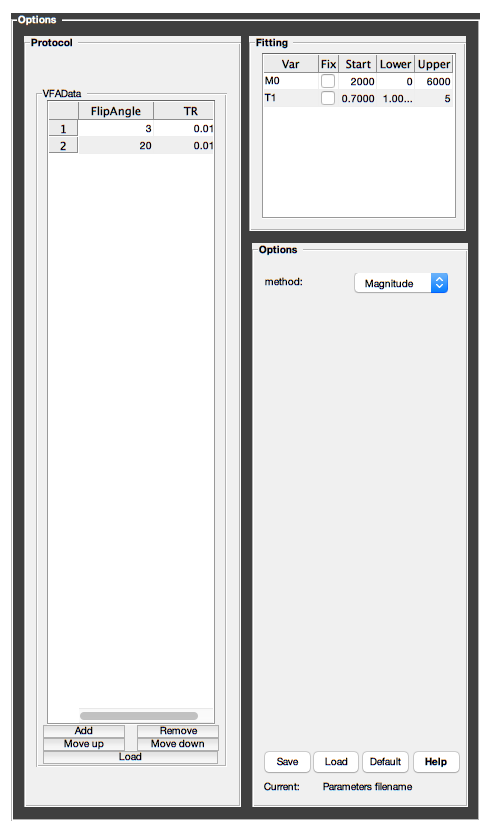 Options
Protocol
VFAData
FlipAngle TR
1 3 0.01
2 20 0.01
Add Remove
Move up Move down
Load
Fitting
Var Fix Start Lower Upper
M0 2000 0 6000
T1 0.7000 1.00... 5
Options
method: Magnitude
Save Load Default Help
Current: Parameters filename